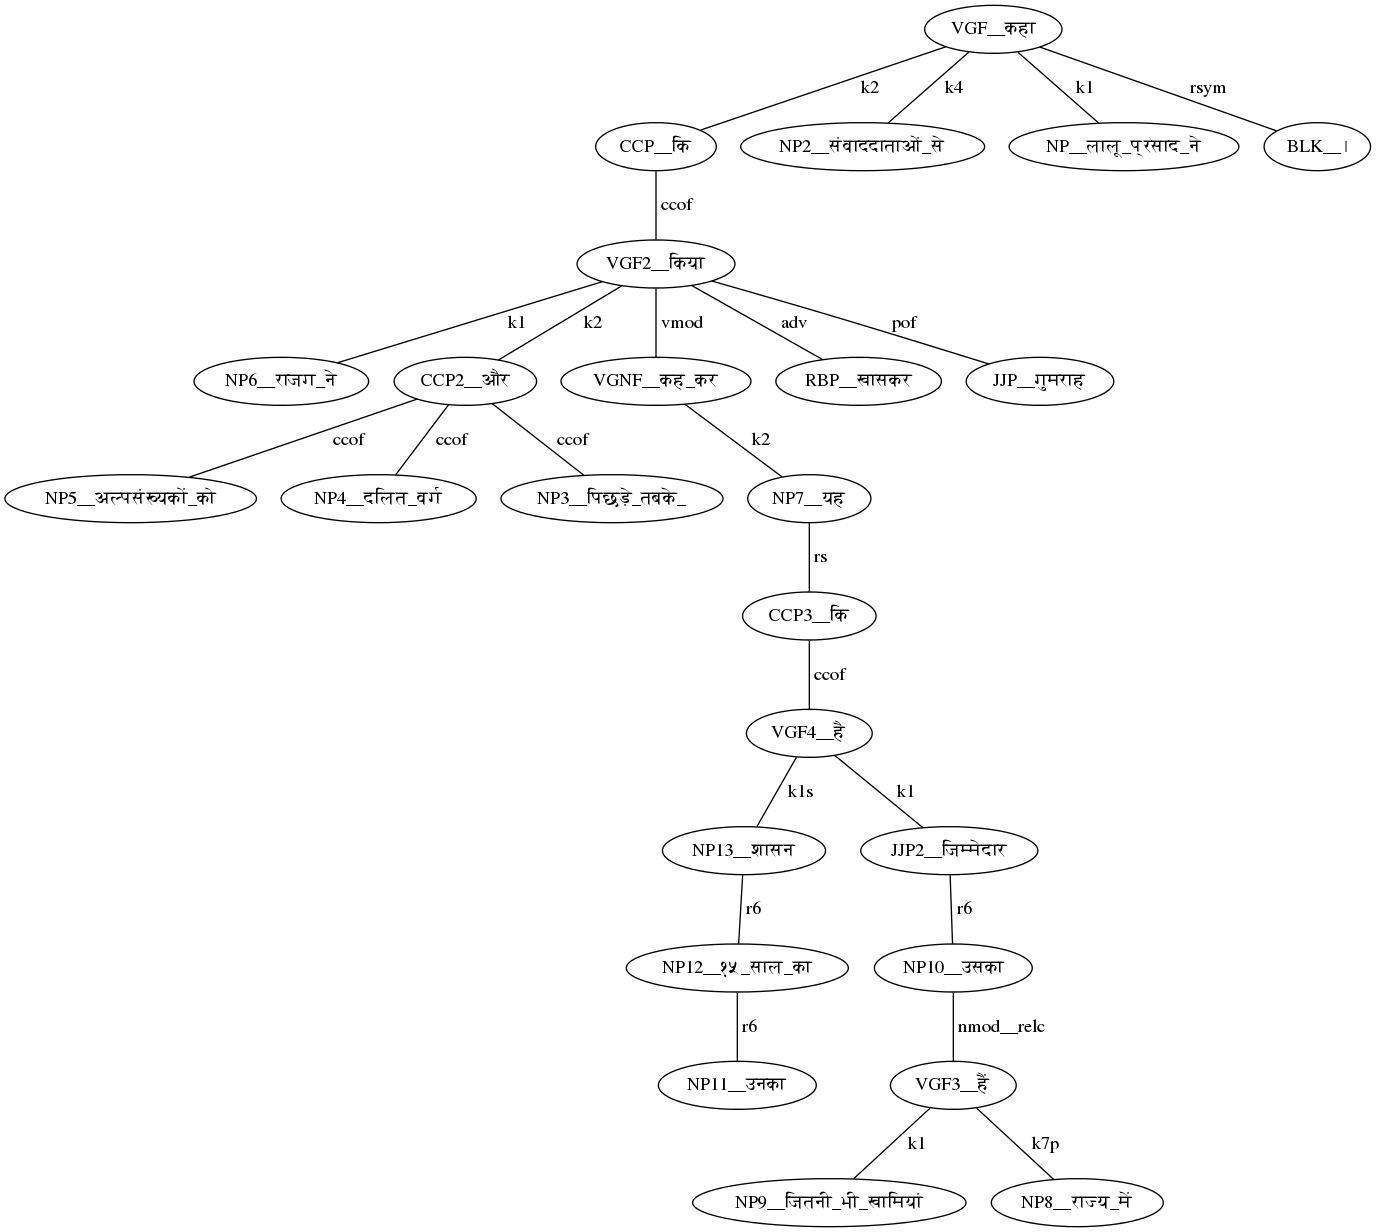 VGF__कहा
k2 k4 k1 rsym
CCP__कि NP2__संवाददाताओं_से NP__लालू_प्रसाद_ने BLK__।
ccof
VGF2__किया
k1 k2 vmod adv pof
NP6__राजग_ने CCP2__और VGNF__कह_कर RBP__खासकर JJP__गुमराह
ccof ccof ccof k2
NP5__अल्पसंख्यकों_को NP4__दलित_वर्ग NP3__पिछड़े_तबके_ NP7__यह
rs
CCP3__कि
ccof
VGF4__है
k1s k1
NP13__शासन JJP2__जिम्मेदार
r6 r6
NP12__१५_साल_का NP10__उसका
r6 nmod__relc
NP11__उनका VGF3__हैं
k1 k7p
NP9__जितनी_भी_खामियां NP8__राज्य_में